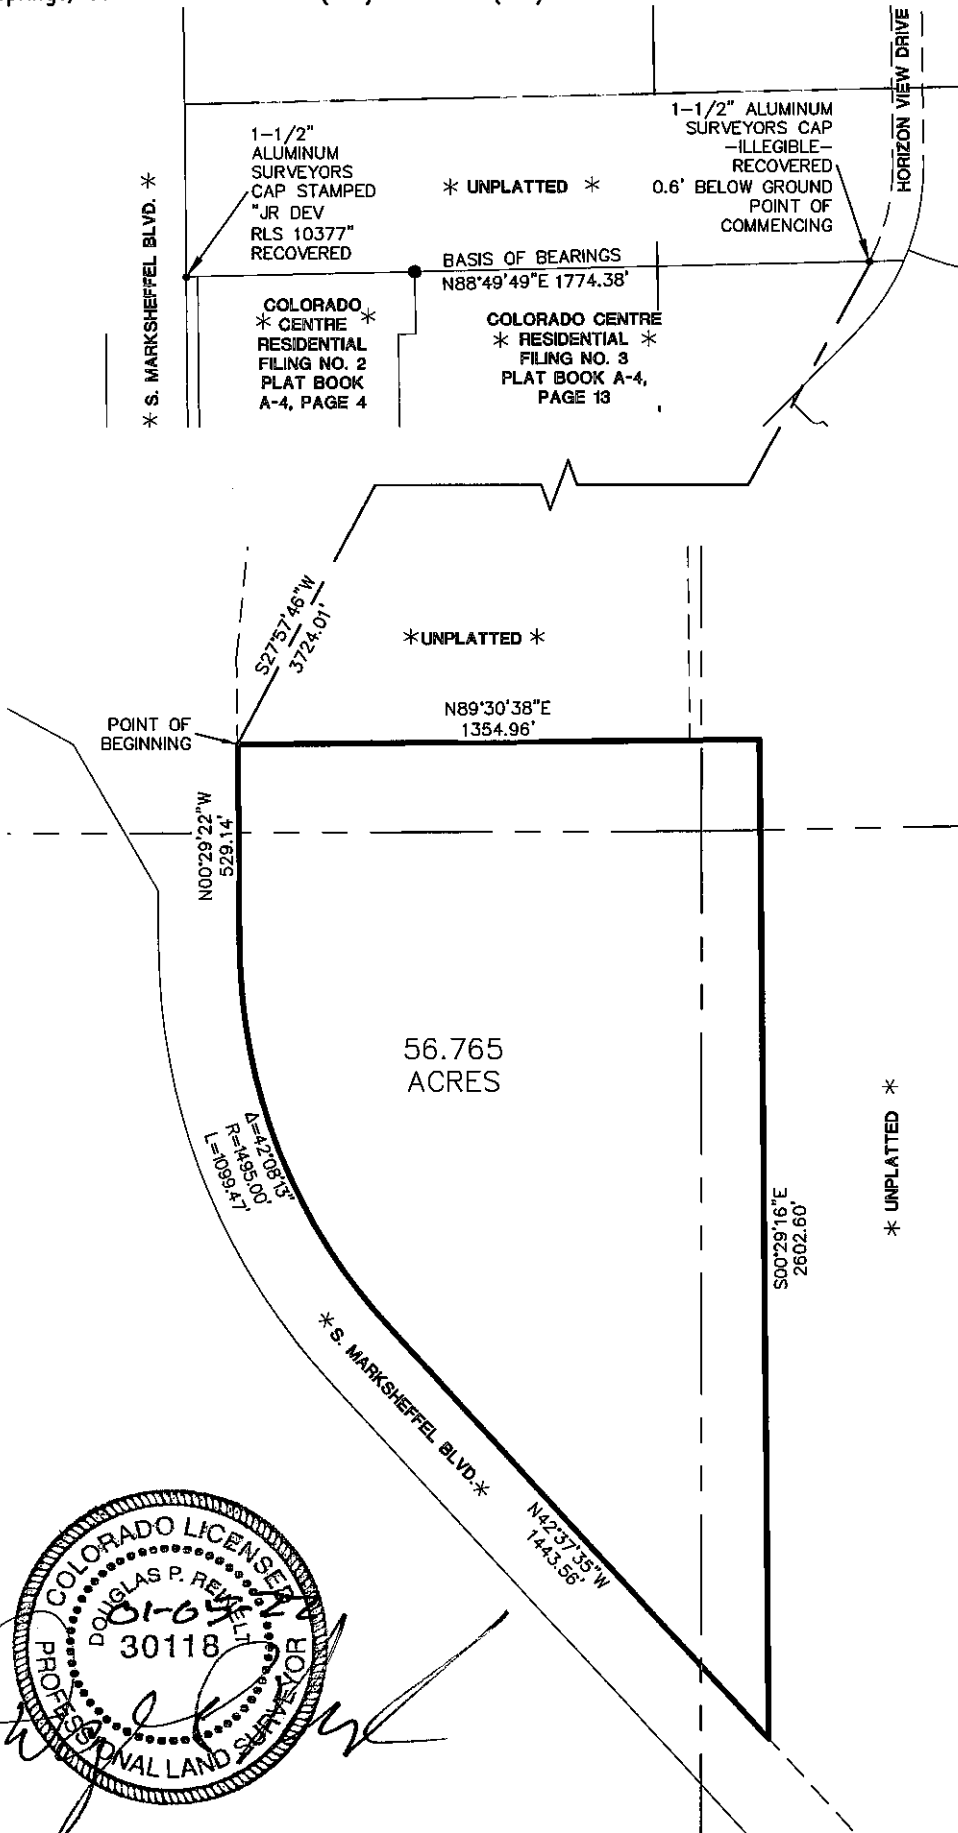 1-1/2"
ALUMINUM
SURVEYORS
CAP STAMPED
"JR DEV
RLS 10377"
RECOVERED
* UNPLATTED *
1-1/2" ALUMINUM
SURVEYORS CAP
-ILLEGIBLE-
RECOVERED
0.6' BELOW GROUND
POINT OF
COMMENCING
HORIZON VIEW DRIVE
* S. MARKSHEFFEL BLVD. *
BASIS OF BEARINGS
N88°49'49"E 1774.38'
COLORADO
* CENTRE *
RESIDENTIAL
FILING NO. 2
PLAT BOOK
A-4, PAGE 4
COLORADO CENTRE
* RESIDENTIAL *
FILING NO. 3
PLAT BOOK A-4,
PAGE 13
S27°57'46"W
3724.01'
*UNPLATTED *
POINT OF
BEGINNING
N89°30'38"E
1354.96'
N00°29'22"W
529.14'
56.765
ACRES
Δ=42°08'13"
R=1495.00'
L=1099.47'
* UNPLATTED *
S00°29'16"E
2602.60'
* S. MARKSHEFFEL BLVD.*
N42°37'35"W
1443.56'
COLORADO LICENSED
DOUGLAS P. REINELT
30118
PROFESSIONAL LAND SURVEYOR